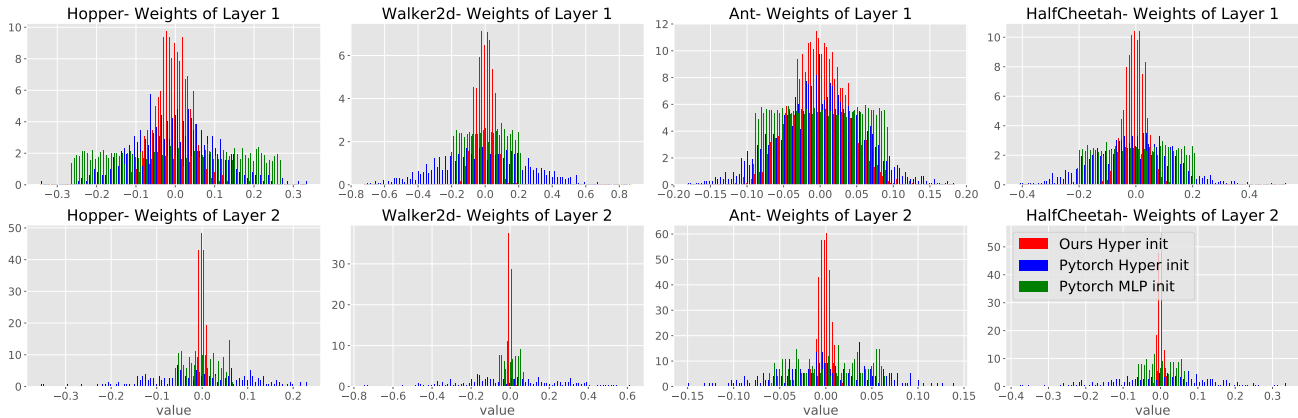 Hopper- Weights of Layer 1
10
8
6
4
2
0
−0.3 −0.2 −0.1 0.0 0.1 0.2 0.3
Walker2d- Weights of Layer 1
6
4
2
0
−0.8 −0.6 −0.4 −0.2 0.0 0.2 0.4 0.6 0.8
Ant- Weights of Layer 1
12
10
8
6
4
2
0
−0.20 −0.15 −0.10 −0.05 0.00 0.05 0.10 0.15 0.20
HalfCheetah- Weights of Layer 1
10
8
6
4
2
0
−0.4 −0.2 0.0 0.2 0.4
Hopper- Weights of Layer 2
50
40
30
20
10
0
−0.3 −0.2 −0.1 0.0 0.1 0.2
value
Walker2d- Weights of Layer 2
30
20
10
0
−0.8 −0.6 −0.4 −0.2 0.0 0.2 0.4 0.6
value
Ant- Weights of Layer 2
60
50
40
30
20
10
0
−0.15 −0.10 −0.05 0.00 0.05 0.10 0.15
value
HalfCheetah- Weights of Layer 2
50
40
30
20
10
0
Ours Hyper init
Pytorch Hyper init
Pytorch MLP init
−0.4 −0.3 −0.2 −0.1 0.0 0.1 0.2 0.3
value